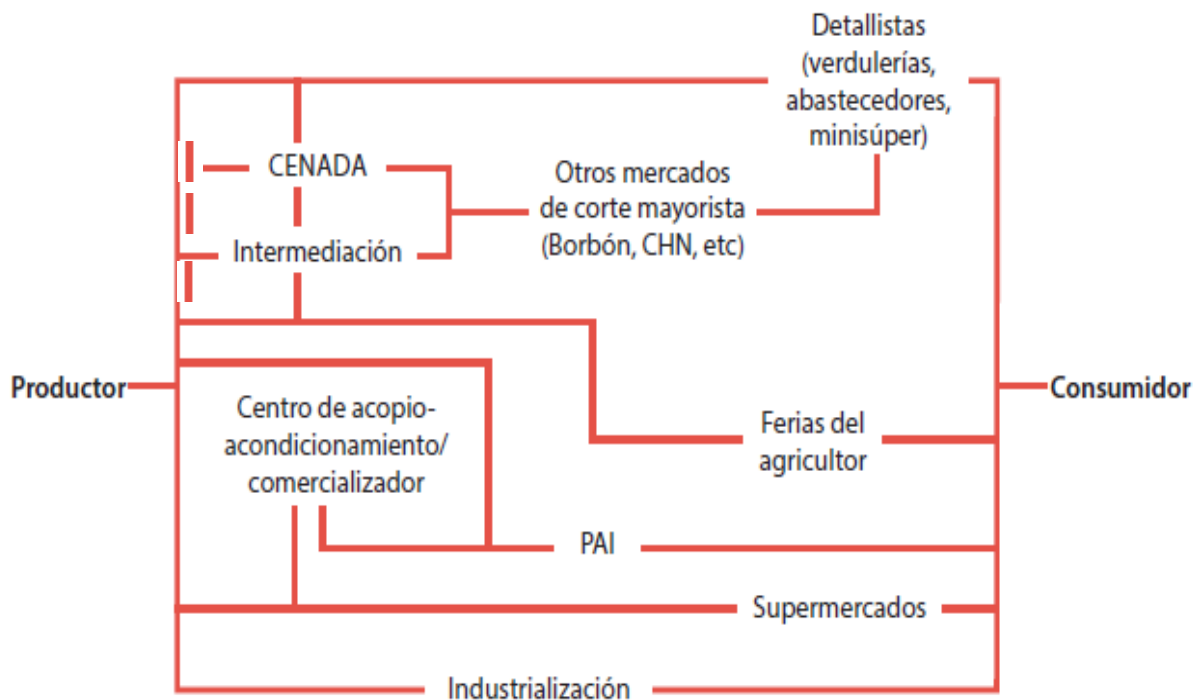 Detallistas
(verdulerías,
abastecedores,
minisúper)
CENADA
Otros mercados
de corte mayorista
(Borbón, CHN, etc)
Intermediación
Productor
Consumidor
Centro de acopio-
acondicionamiento/
comercializador
Ferias del
agricultor
PAI
Supermercados
Industrialización